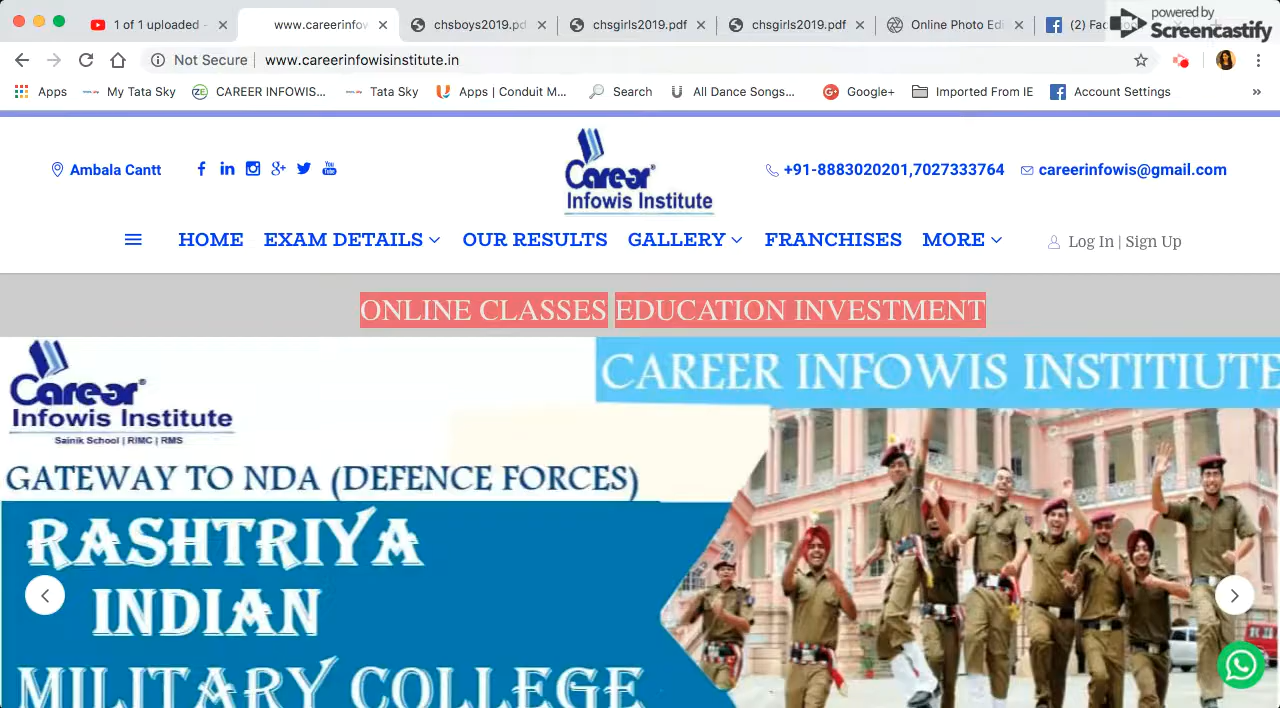 1 of 1 uploaded -
www.careerinfow
chsboys2019.pd
chsgirls2019.pdf
chsgirls2019.pdf
Online Photo Edi
(2) Fac
powered by
Screencastify
Not Secure
www.careerinfowisinstitute.in
Apps
My Tata Sky
ZE
CAREER INFOWIS...
Tata Sky
Apps | Conduit M...
Search
All Dance Songs...
Google+
Imported From IE
Account Settings
»
Ambala Cantt
Career
Infowis Institute
+91-8883020201,7027333764
careerinfowis@gmail.com
HOME
EXAM DETAILS
OUR RESULTS
GALLERY
FRANCHISES
MORE
Log In | Sign Up
ONLINE CLASSES EDUCATION INVESTMENT
Career
Infowis Institute
Sainik School | RIMC | RMS
CAREER INFOWIS INSTITIUTE
GATEWAY TO NDA (DEFENCE FORCES)
RASHTRIYA
INDIAN
MILITARY COLLEGE